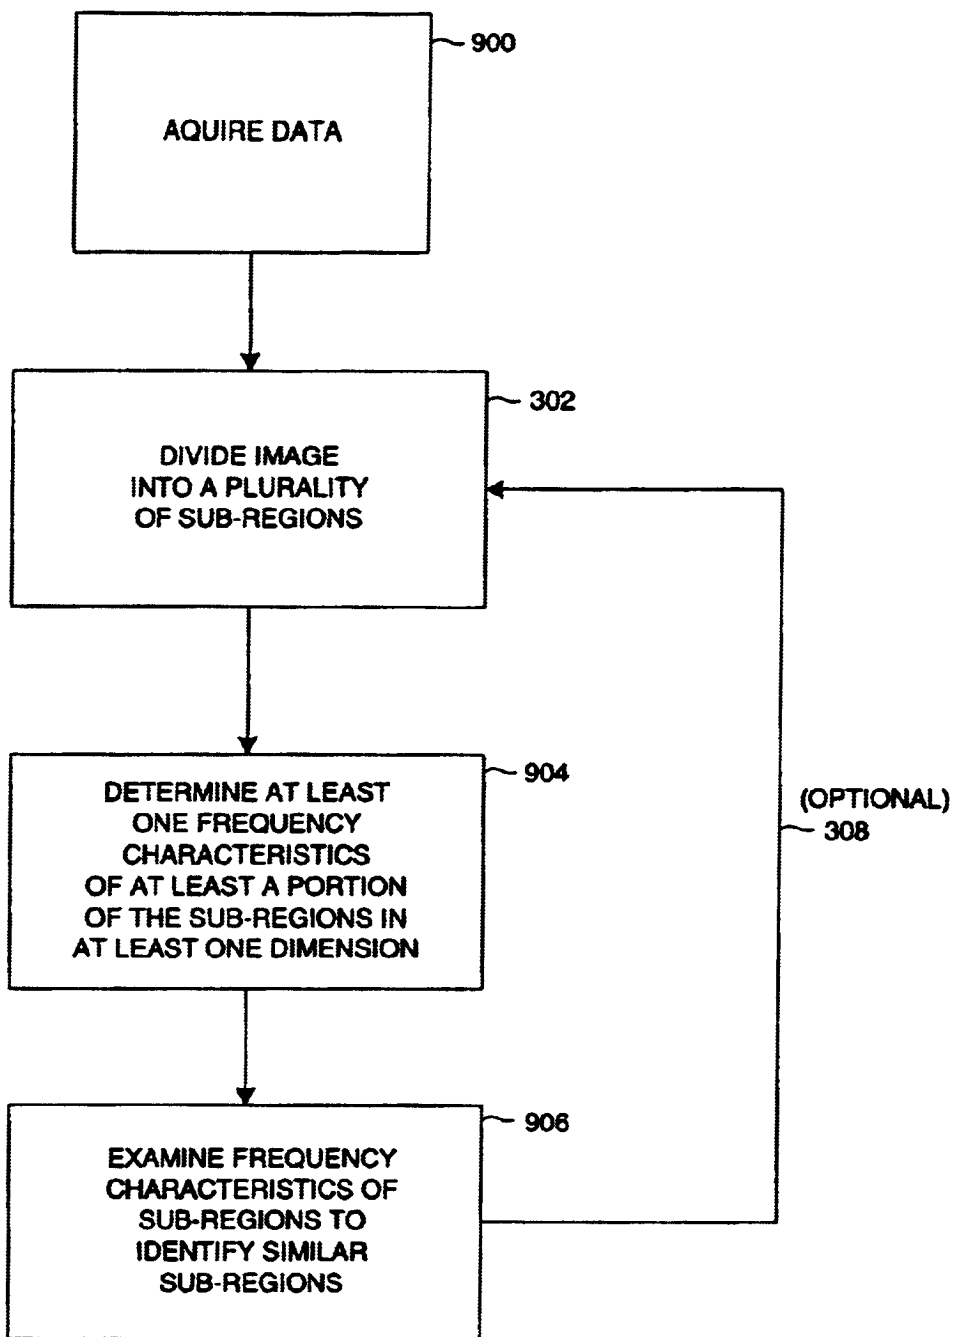 900
AQUIRE DATA
302
DIVIDE IMAGE
INTO A PLURALITY
OF SUB-REGIONS
904
DETERMINE AT LEAST
ONE FREQUENCY
CHARACTERISTICS
OF AT LEAST A PORTION
OF THE SUB-REGIONS IN
AT LEAST ONE DIMENSION
(OPTIONAL)
308
906
EXAMINE FREQUENCY
CHARACTERISTICS OF
SUB-REGIONS TO
IDENTIFY SIMILAR
SUB-REGIONS